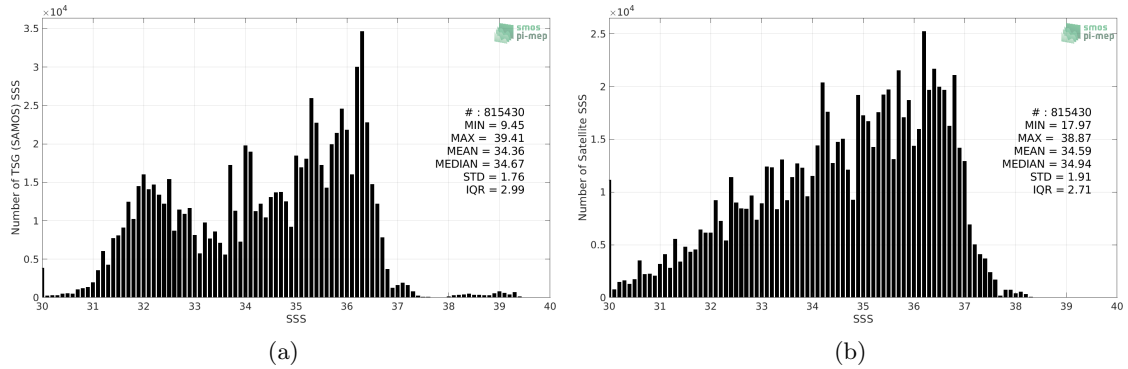 ×10⁴
3.5
3
2.5
2
1.5
1
0.5
0
Number of TSG (SAMOS) SSS
smos
pi-mep
# : 815430
MIN = 9.45
MAX = 39.41
MEAN = 34.36
MEDIAN = 34.67
STD = 1.76
IQR = 2.99
30 31 32 33 34 35 36 37 38 39 40
SSS
(a)
×10⁴
2.5
2
1.5
1
0.5
0
Number of Satellite SSS
smos
pi-mep
# : 815430
MIN = 17.97
MAX = 38.87
MEAN = 34.59
MEDIAN = 34.94
STD = 1.91
IQR = 2.71
30 31 32 33 34 35 36 37 38 39 40
SSS
(b)